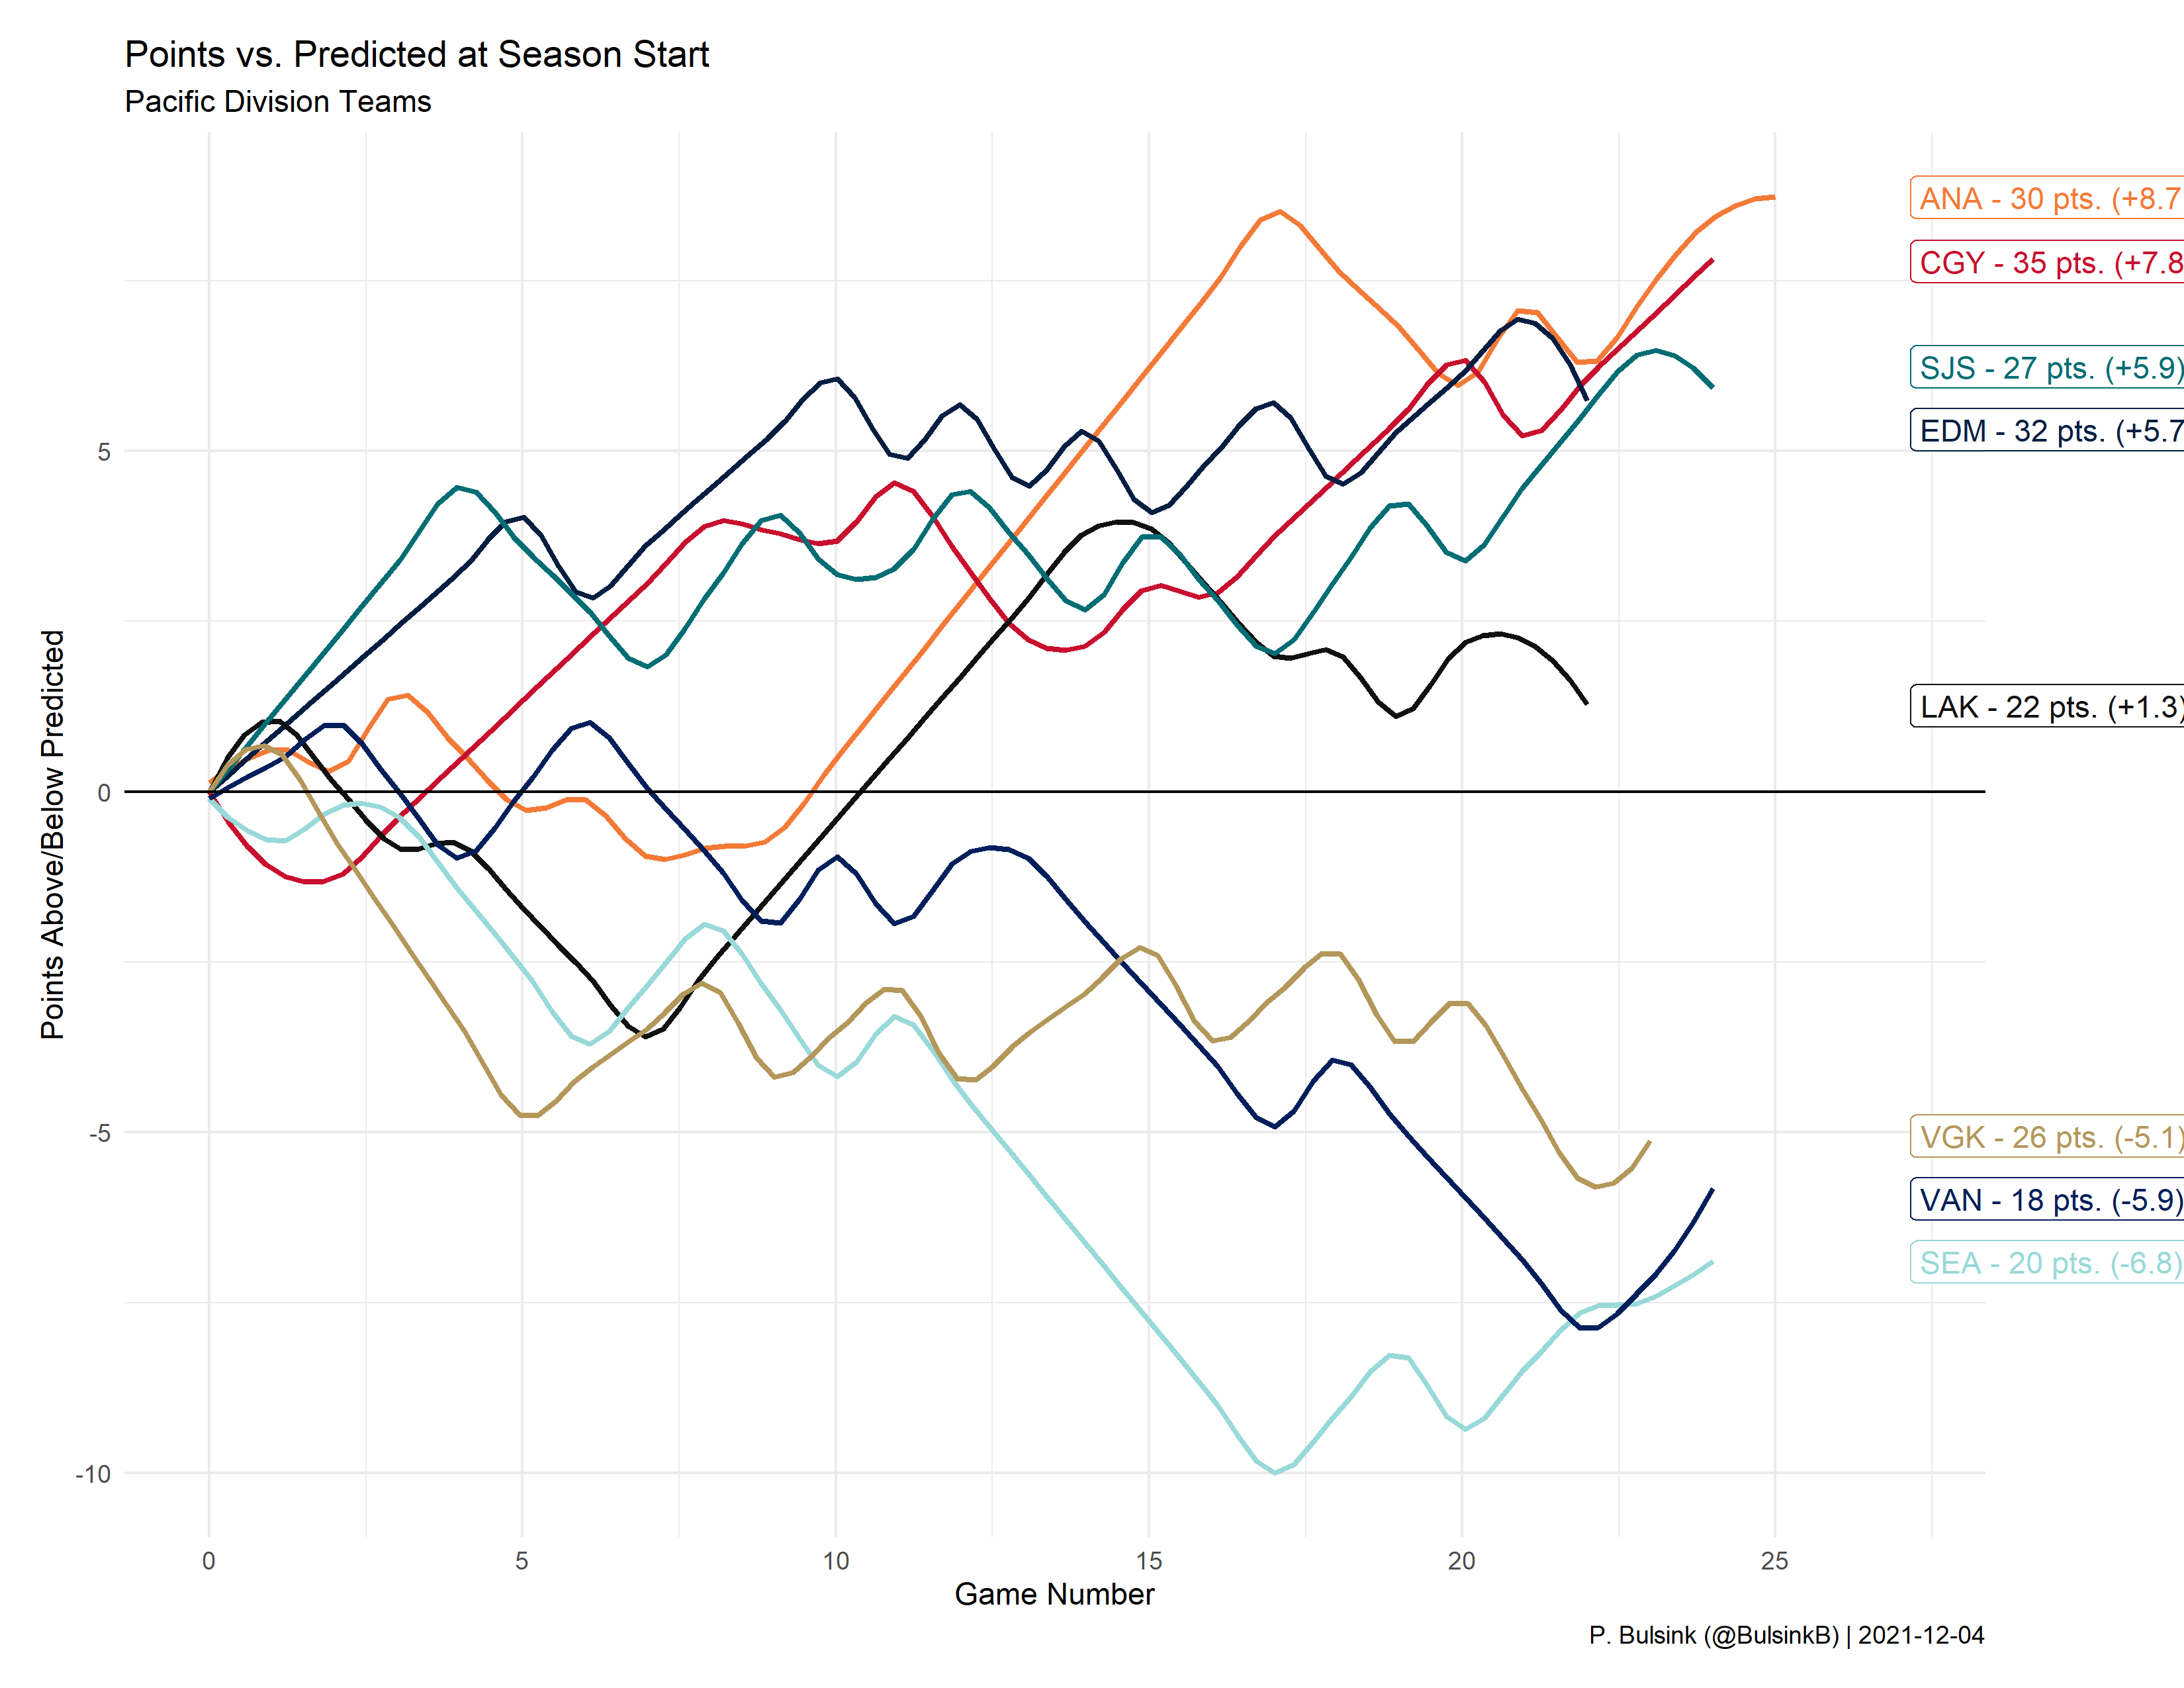 Points vs. Predicted at Season Start
Pacific Division Teams
Points Above/Below Predicted
5
0
-5
-10
ANA - 30 pts. (+8.7
CGY - 35 pts. (+7.8
SJS - 27 pts. (+5.9)
EDM - 32 pts. (+5.7
LAK - 22 pts. (+1.3)
VGK - 26 pts. (-5.1)
VAN - 18 pts. (-5.9)
SEA - 20 pts. (-6.8)
0 5 10 15 20 25
Game Number
P. Bulsink (@BulsinkB) | 2021-12-04